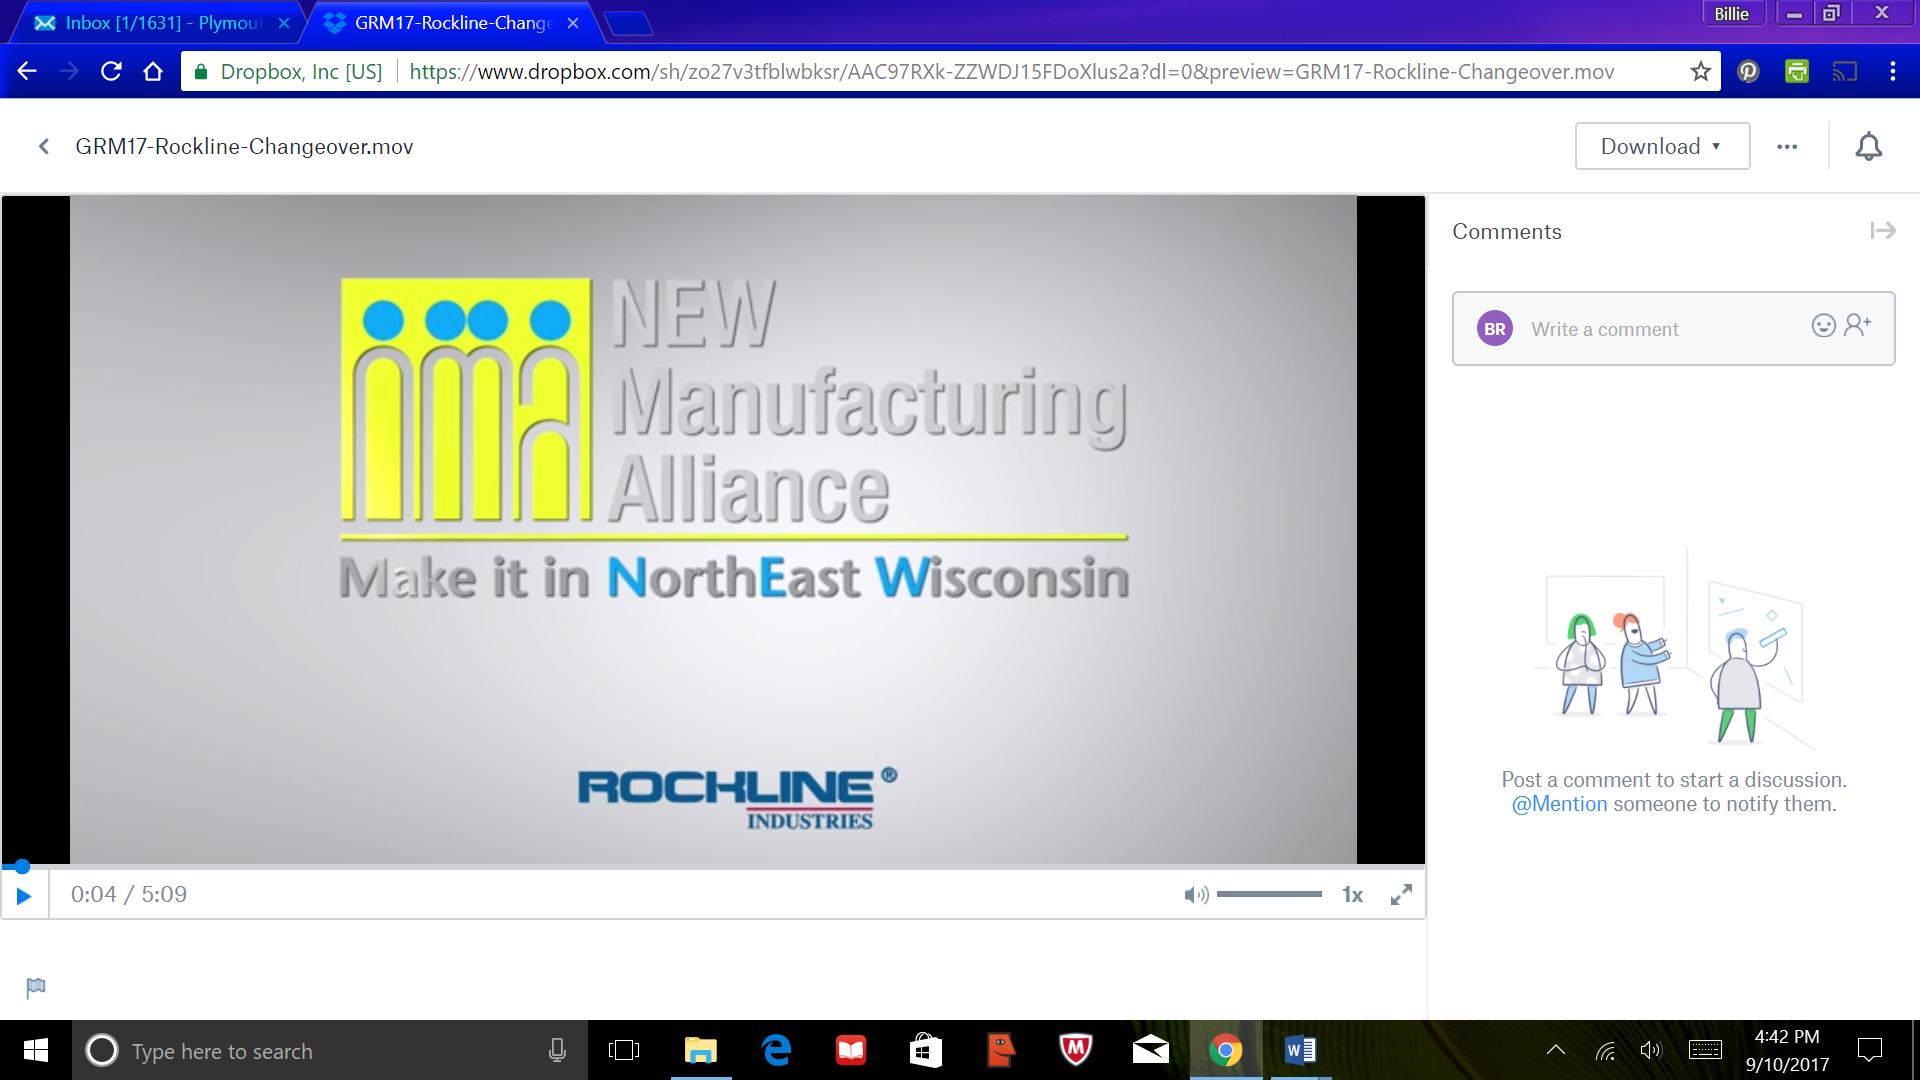 Inbox [1/1631] - Plymout
GRM17-Rockline-Change
Billie
Dropbox, Inc [US]
https://www.dropbox.com/sh/zo27v3tfblwbksr/AAC97RXk-ZZWDJ15FDoXlus2a?dl=0&preview=GRM17-Rockline-Changeover.mov
GRM17-Rockline-Changeover.mov
Download
NEW
Manufacturing
Alliance
Make it in NorthEast Wisconsin
ROCKLINE ®
INDUSTRIES
0:04 / 5:09
1x
Comments
BR
Write a comment
Post a comment to start a discussion.
@Mention someone to notify them.
Type here to search
4:42 PM
9/10/2017